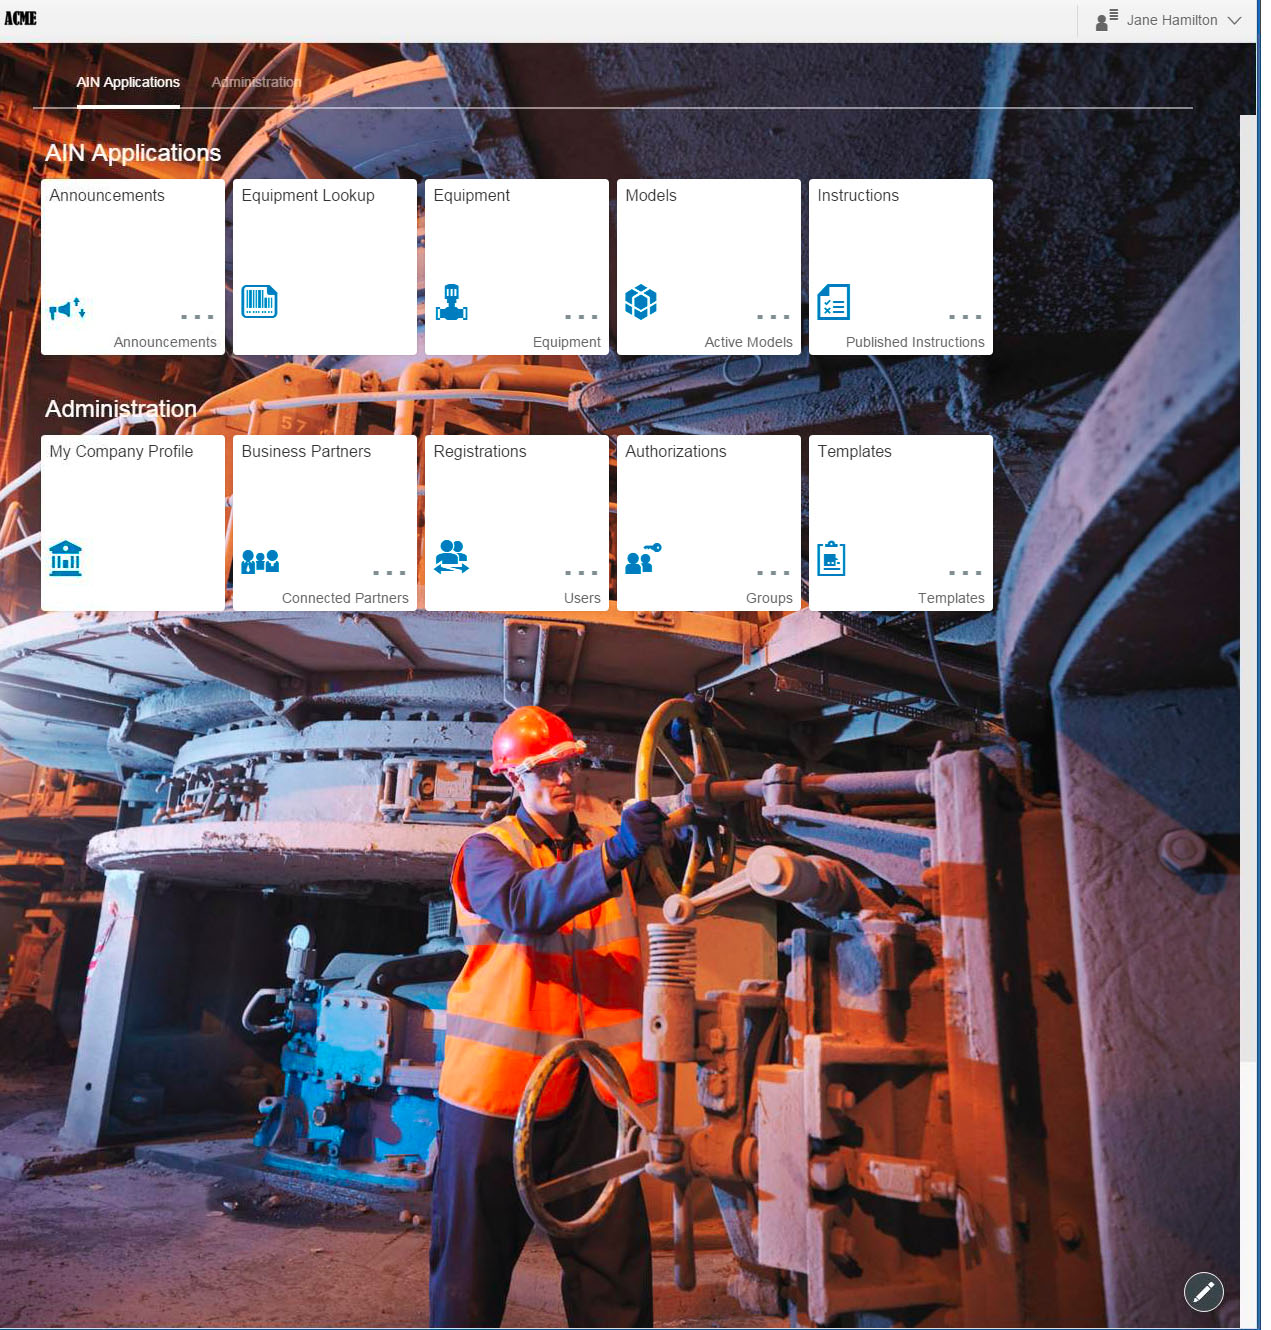 ACME
Jane Hamilton
AIN Applications
Administration
AIN Applications
Announcements
Equipment Lookup
Equipment
Models
Instructions
...
...
...
...
Announcements
Equipment
Active Models
Published Instructions
Administration
57
My Company Profile
Business Partners
Registrations
Authorizations
Templates
...
...
...
...
Connected Partners
Users
Groups
Templates